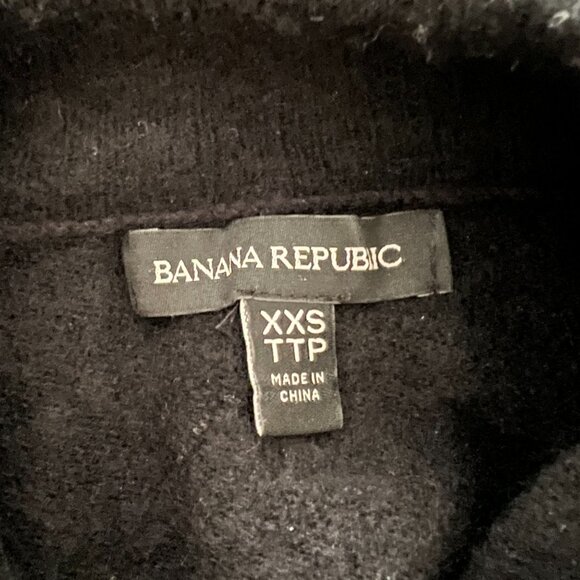 BANANA REPUBLIC
XXS
TTP
MADE IN
CHINA